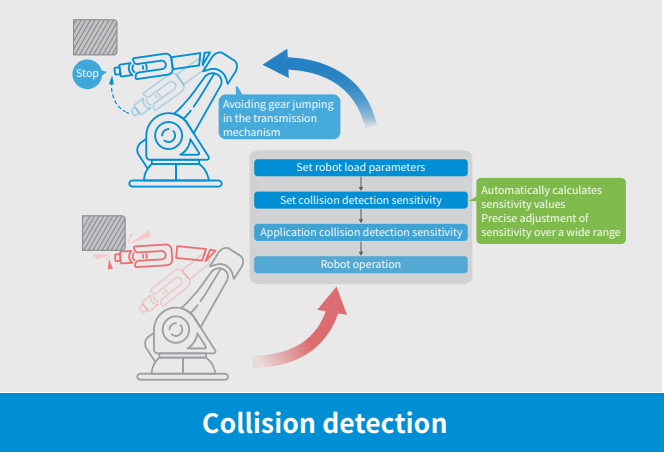 Stop
Avoiding gear jumping
in the transmission
mechanism
Set robot load parameters
Set collision detection sensitivity
Application collision detection sensitivity
Robot operation
Automatically calculates
sensitivity values
Precise adjustment of
sensitivity over a wide range
Collision detection